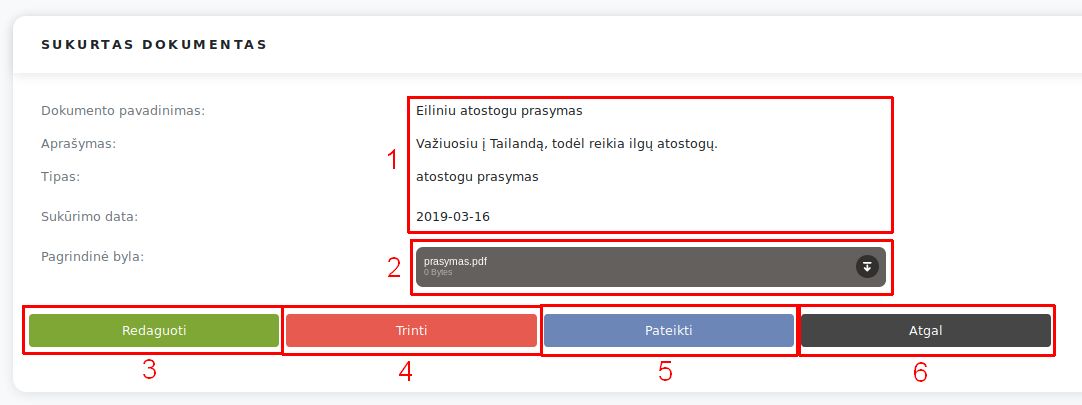 SUKURTAS DOKUMENTAS
Dokumento pavadinimas: Eiliniu atostogu prasymas
Aprašymas: Važiuosiu į Tailandą, todėl reikia ilgų atostogų.
1
Tipas: atostogu prasymas
Sukūrimo data: 2019-03-16
Pagrindinė byla: prasymas.pdf
2
0 Bytes
Redaguoti Trinti Pateikti Atgal
3 4 5 6